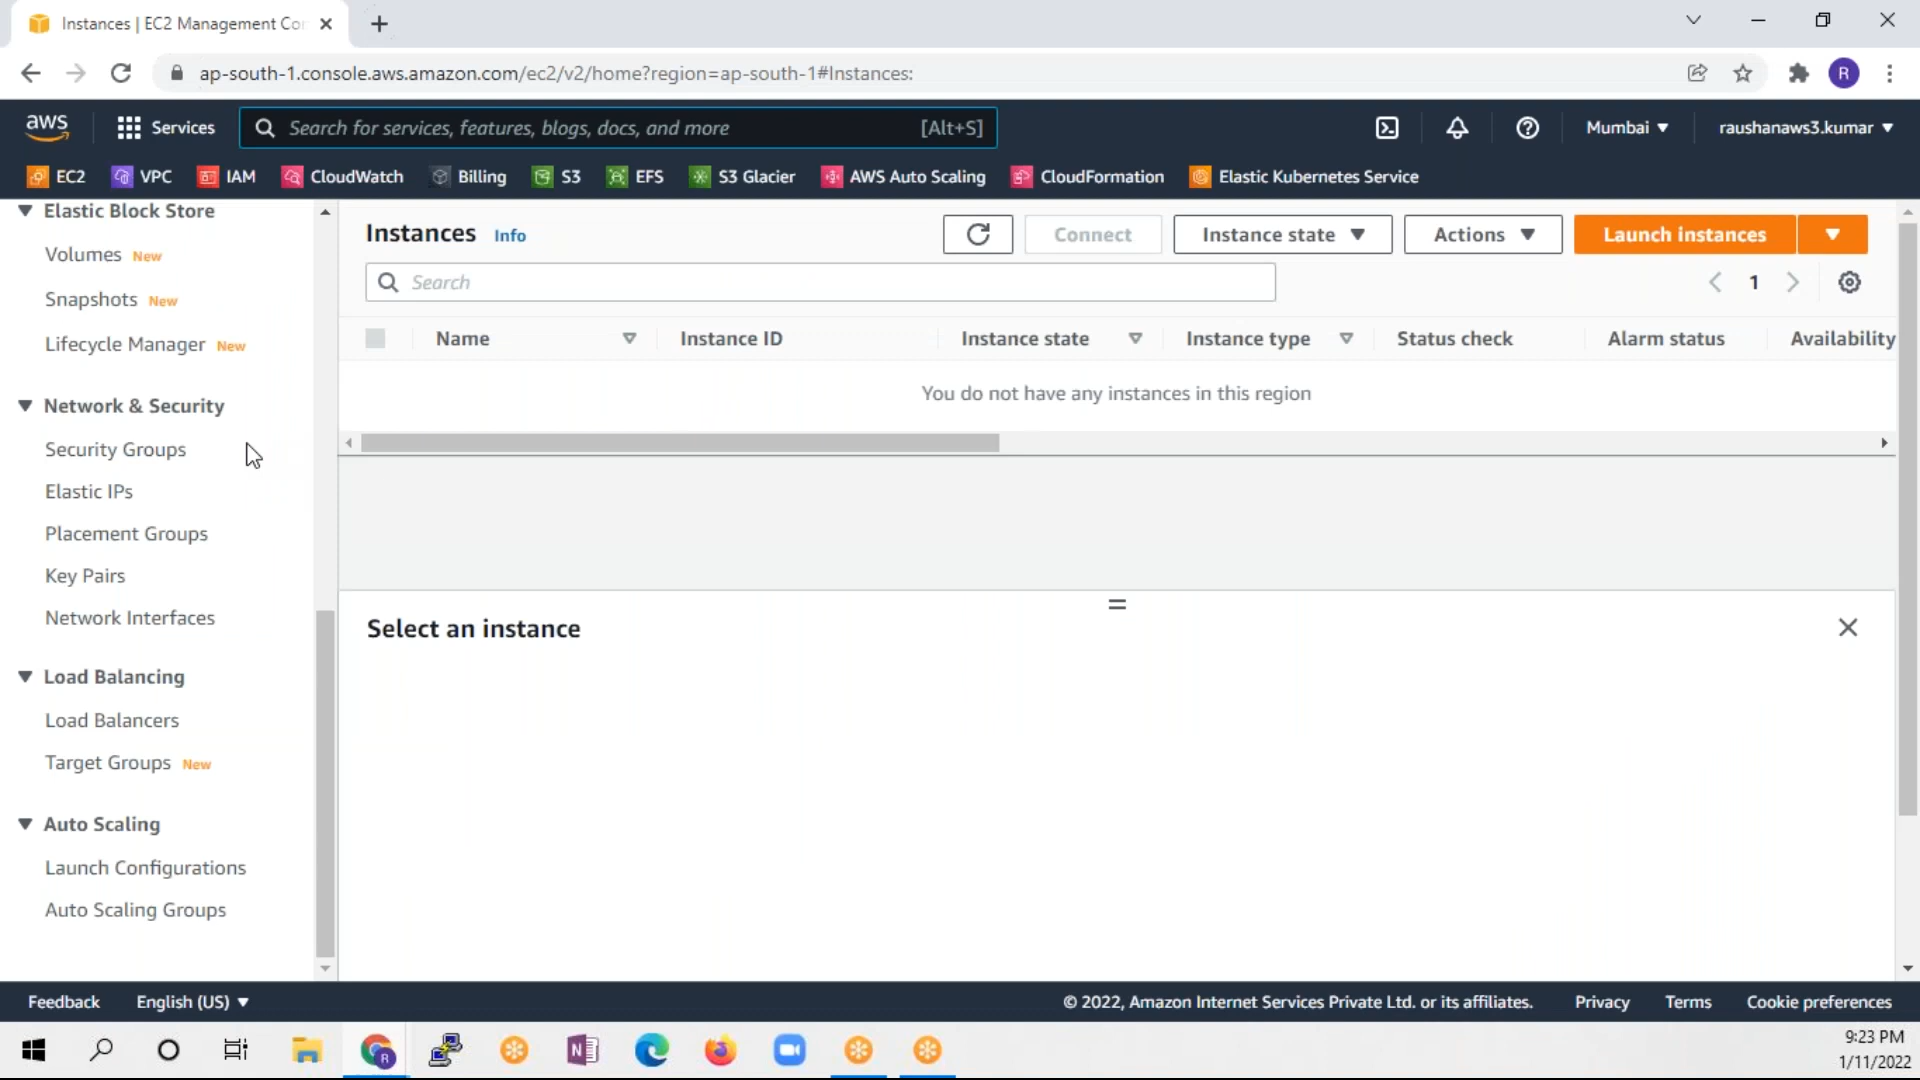 Instances | EC2 Management Con
ap-south-1.console.aws.amazon.com/ec2/v2/home?region=ap-south-1#Instances:
R
aws
Services
Search for services, features, blogs, docs, and more
[Alt+S]
Mumbai
raushanaws3.kumar
EC2
VPC
IAM
CloudWatch
Billing
S3
EFS
S3 Glacier
AWS Auto Scaling
CloudFormation
Elastic Kubernetes Service
Elastic Block Store
Volumes New
Snapshots New
Lifecycle Manager New
Network & Security
Security Groups
Elastic IPs
Placement Groups
Key Pairs
Network Interfaces
Load Balancing
Load Balancers
Target Groups New
Auto Scaling
Launch Configurations
Auto Scaling Groups
Instances Info
Connect
Instance state
Actions
Launch instances
Search
1
Name
Instance ID
Instance state
Instance type
Status check
Alarm status
Availability
You do not have any instances in this region
Select an instance
Feedback
English (US)
© 2022, Amazon Internet Services Private Ltd. or its affiliates.
Privacy
Terms
Cookie preferences
R
N
9:23 PM
1/11/2022